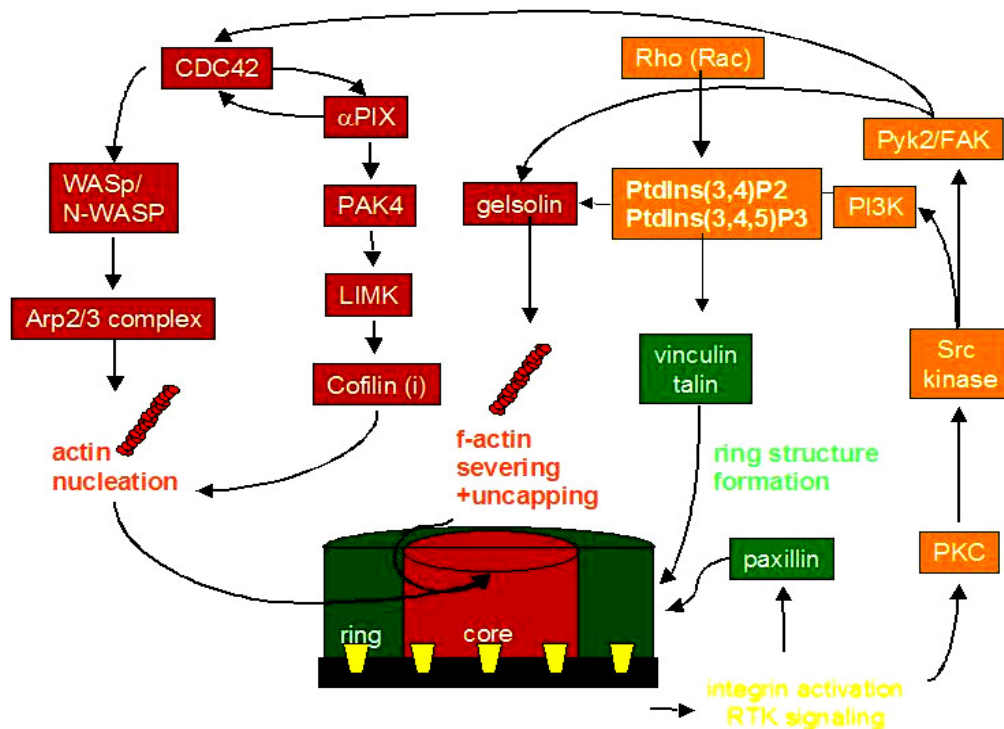 CDC42
Rho (Rac)
αPIX
Pyk2/FAK
WASp/
N-WASP
PAK4
gelsolin
PtdIns(3,4)P2
PtdIns(3,4,5)P3
PI3K
Arp2/3 complex
LIMK
vinculin
talin
Src
kinase
Cofilin (i)
actin
nucleation
f-actin
severing
+uncapping
ring structure
formation
paxillin
PKC
ring
core
integrin activation
RTK signaling